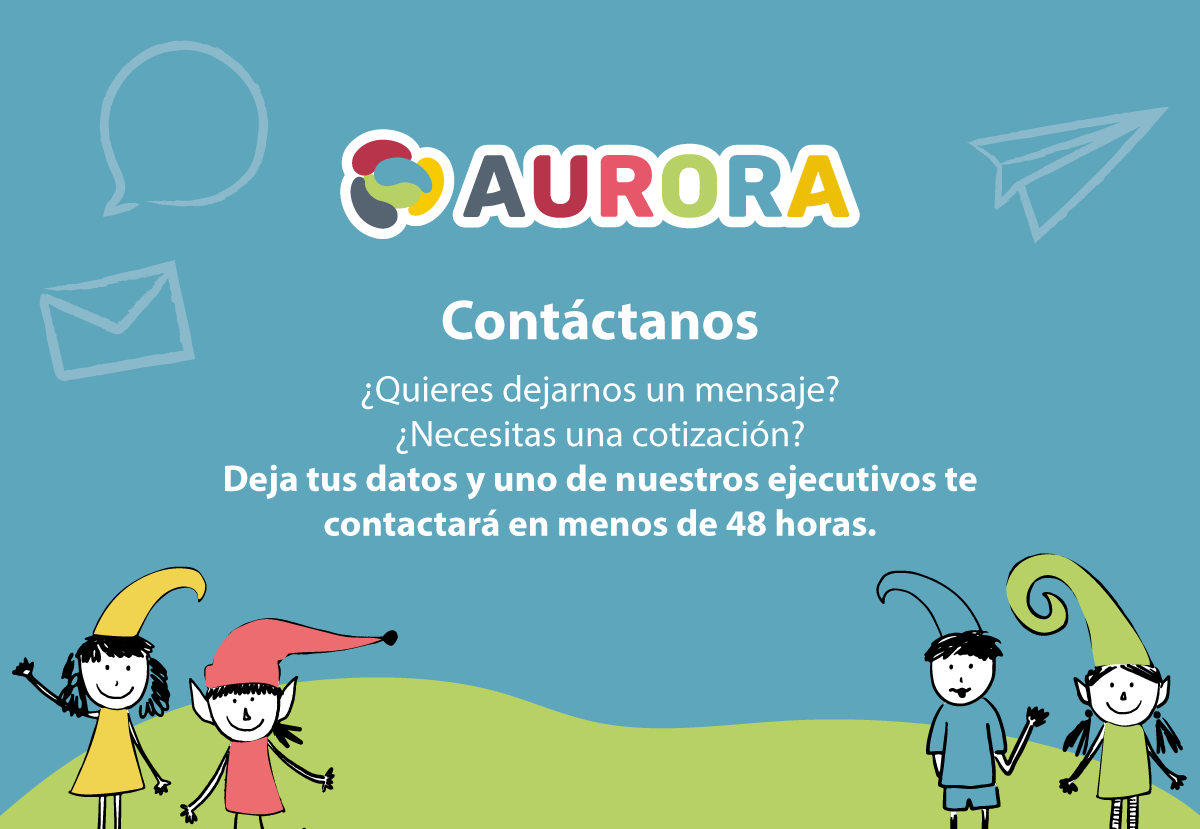 AURORA
Contáctanos
¿Quieres dejarnos un mensaje?
¿Necesitas una cotización?
Deja tus datos y uno de nuestros ejecutivos te
contactará en menos de 48 horas.